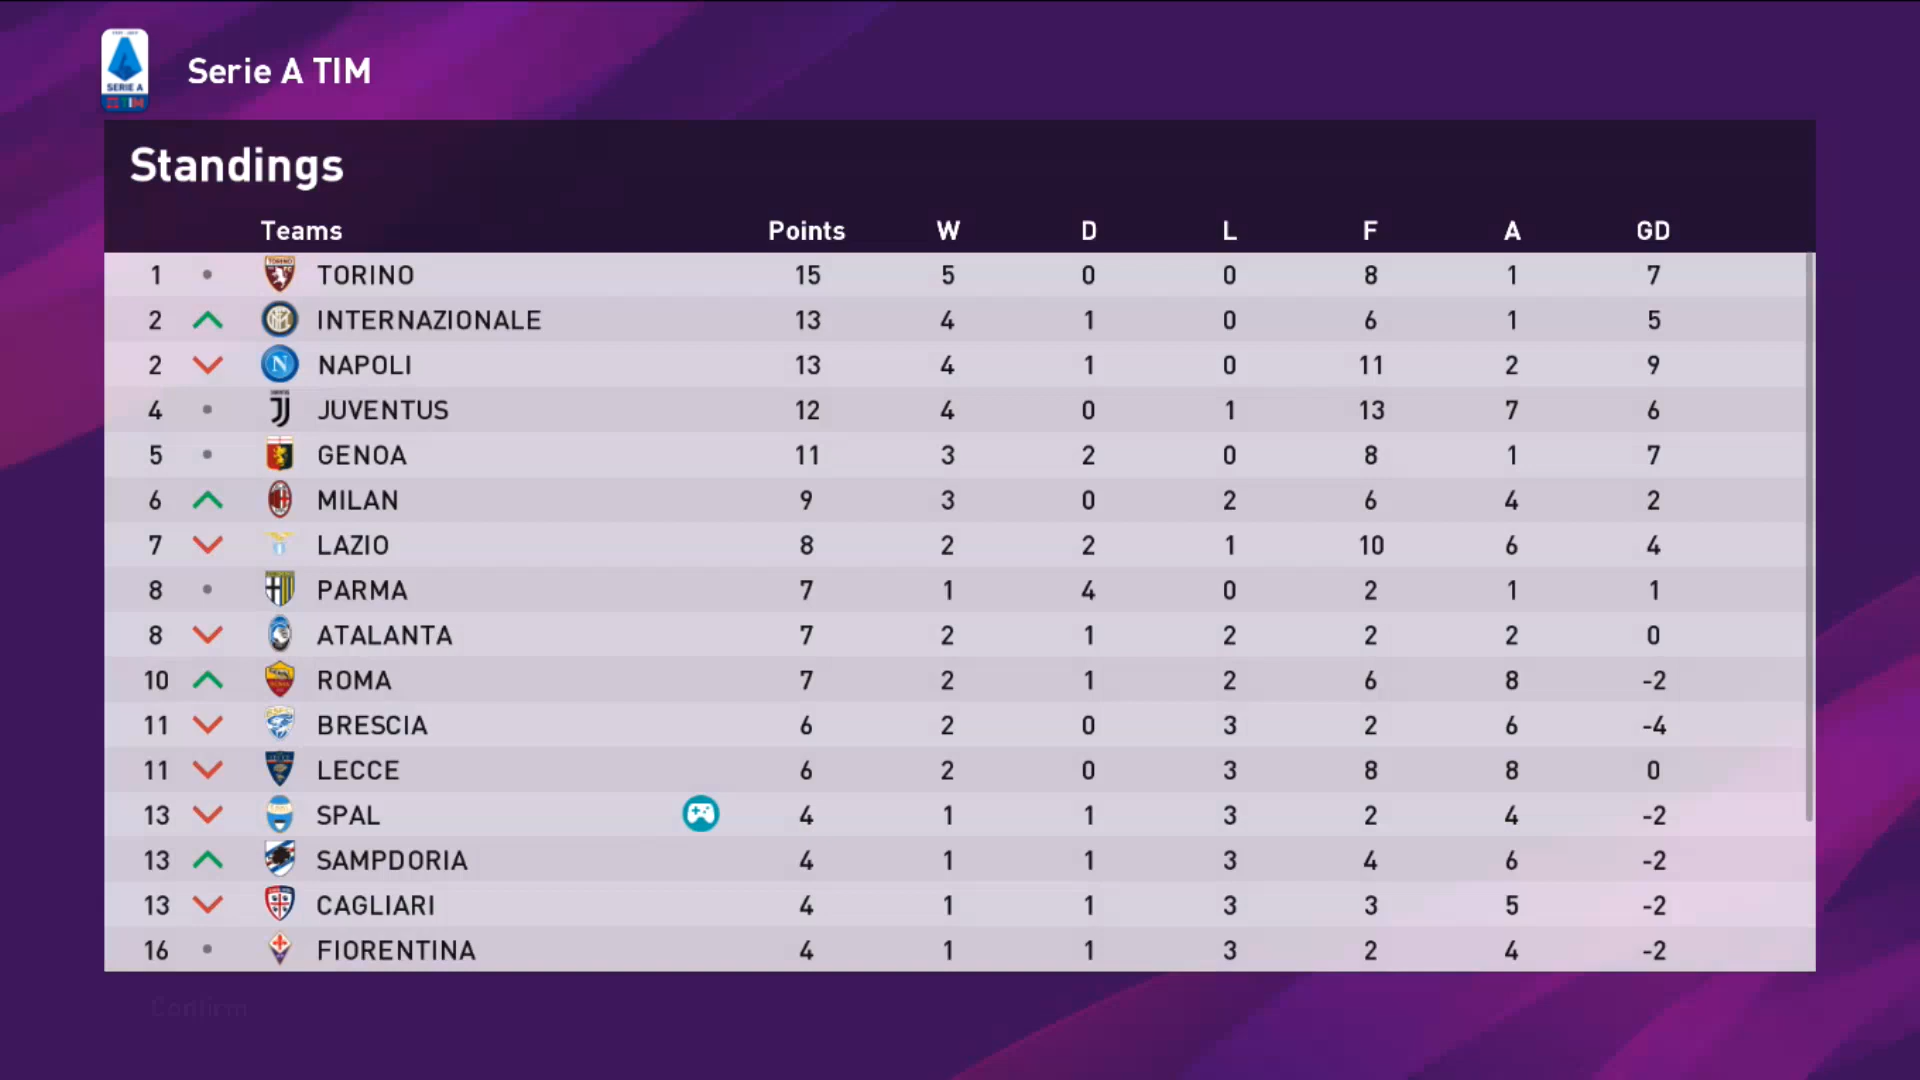 SERIE A
TIM
Serie A TIM
Standings
Teams Points W D L F A GD
1 TORINO 15 5 0 0 8 1 7
2 INTERNAZIONALE 13 4 1 0 6 1 5
2 NAPOLI 13 4 1 0 11 2 9
4 JUVENTUS 12 4 0 1 13 7 6
5 GENOA 11 3 2 0 8 1 7
6 MILAN 9 3 0 2 6 4 2
7 LAZIO 8 2 2 1 10 6 4
8 PARMA 7 1 4 0 2 1 1
8 ATALANTA 7 2 1 2 2 2 0
10 ROMA 7 2 1 2 6 8 -2
11 BRESCIA 6 2 0 3 2 6 -4
11 LECCE 6 2 0 3 8 8 0
13 SPAL 4 1 1 3 2 4 -2
13 SAMPDORIA 4 1 1 3 4 6 -2
13 CAGLIARI 4 1 1 3 3 5 -2
16 FIORENTINA 4 1 1 3 2 4 -2
Confirm